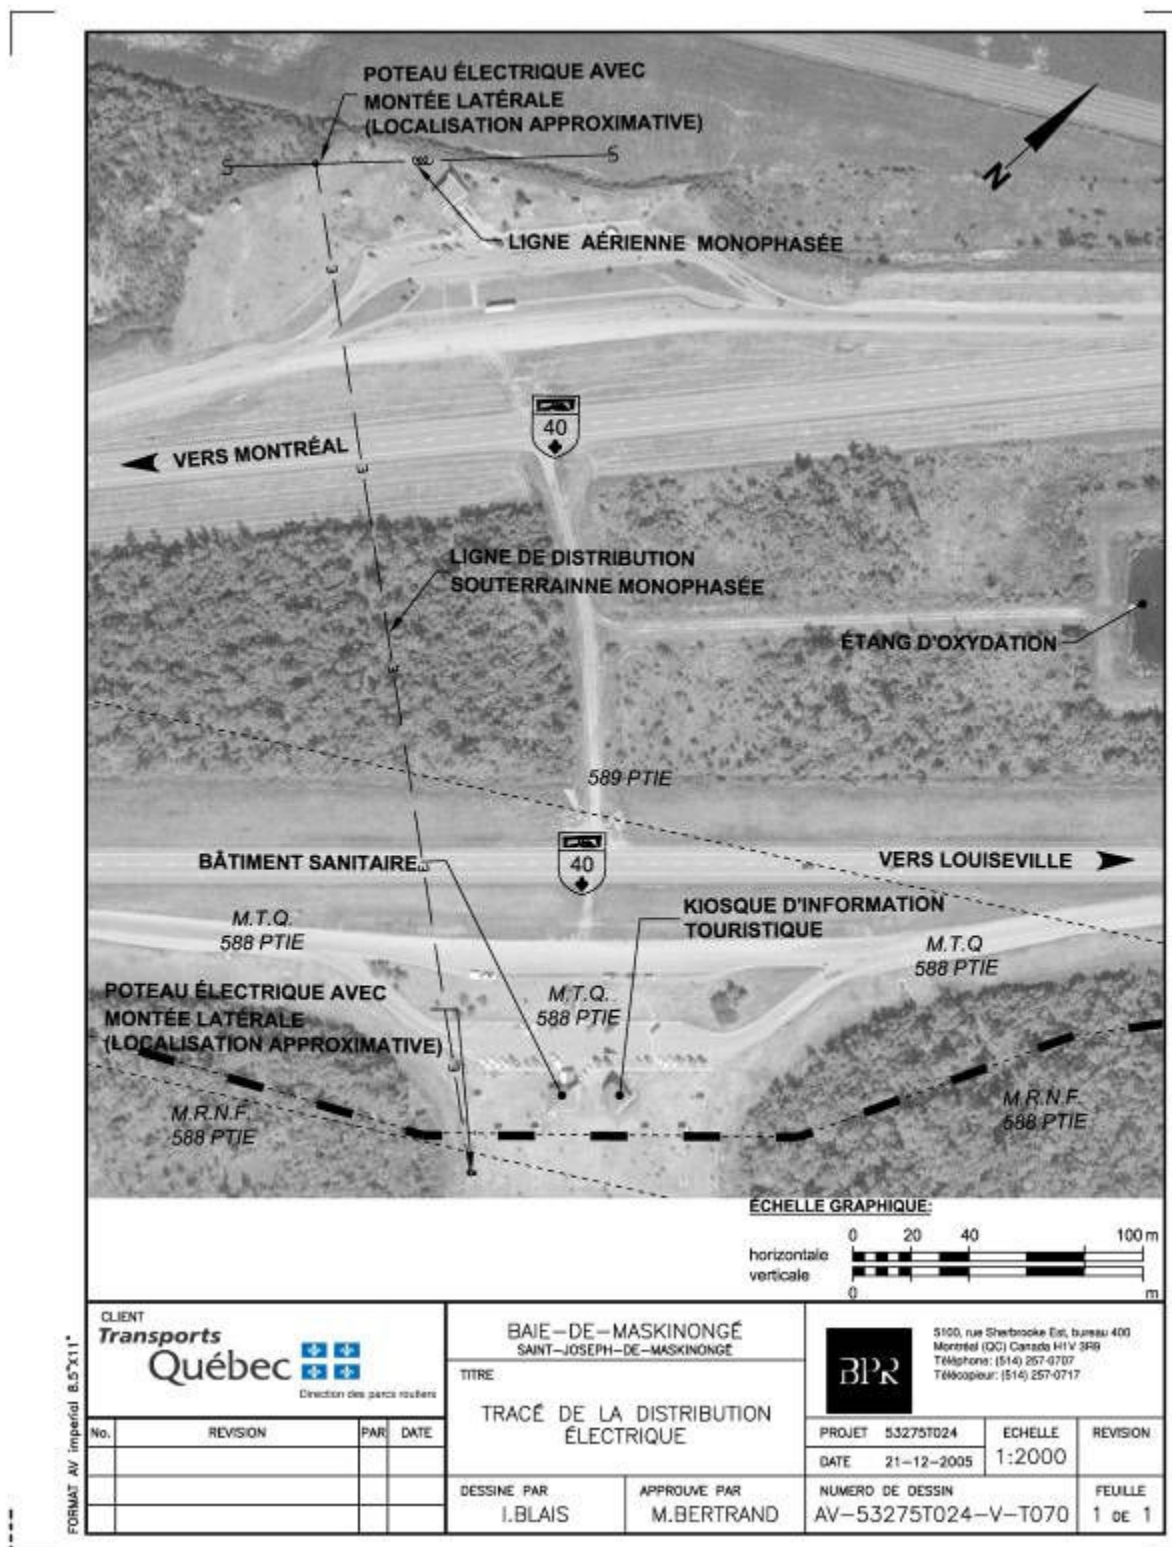 POTEAU ÉLECTRIQUE AVEC
MONTÉE LATÉRALE
(LOCALISATION APPROXIMATIVE)
N
S
S
LIGNE AÉRIENNE MONOPHASÉE
E
40
VERS MONTRÉAL
E
LIGNE DE DISTRIBUTION
SOUTERRAINNE MONOPHASÉE
ÉTANG D'OXYDATION
E
589 PTIE
BÂTIMENT SANITAIRE
E
40
VERS LOUISEVILLE
KIOSQUE D'INFORMATION
TOURISTIQUE
M.T.Q.
588 PTIE
M.T.Q
588 PTIE
POTEAU ÉLECTRIQUE AVEC
MONTÉE LATÉRALE
(LOCALISATION APPROXIMATIVE)
M.T.Q.
588 PTIE
E
M.R.N.F.
588 PTIE
M.R.N.F.
588 PTIE
ÉCHELLE GRAPHIQUE:
0 20 40 100 m
horizontale
verticale
0 m
FORMAT AV imperial 8.5"X11"
CLIENT
Transports
Québec
Direction des parcs routiers
No. REVISION PAR DATE
BAIE-DE-MASKINONGÉ
SAINT-JOSEPH-DE-MASKINONGÉ
TITRE
TRACÉ DE LA DISTRIBUTION
ÉLECTRIQUE
DESSINE PAR
I.BLAIS
APPROUVE PAR
M.BERTRAND
BPR
5100, rue Sherbrooke Est, bureau 400
Montréal (QC) Canada H1V 3R9
Téléphone: (514) 257-0707
Télécopieur: (514) 257-0717
PROJET 53275T024
DATE 21-12-2005
ECHELLE
1:2000
REVISION
NUMERO DE DESSIN
AV-53275T024-V-T070
FEUILLE
1 DE 1